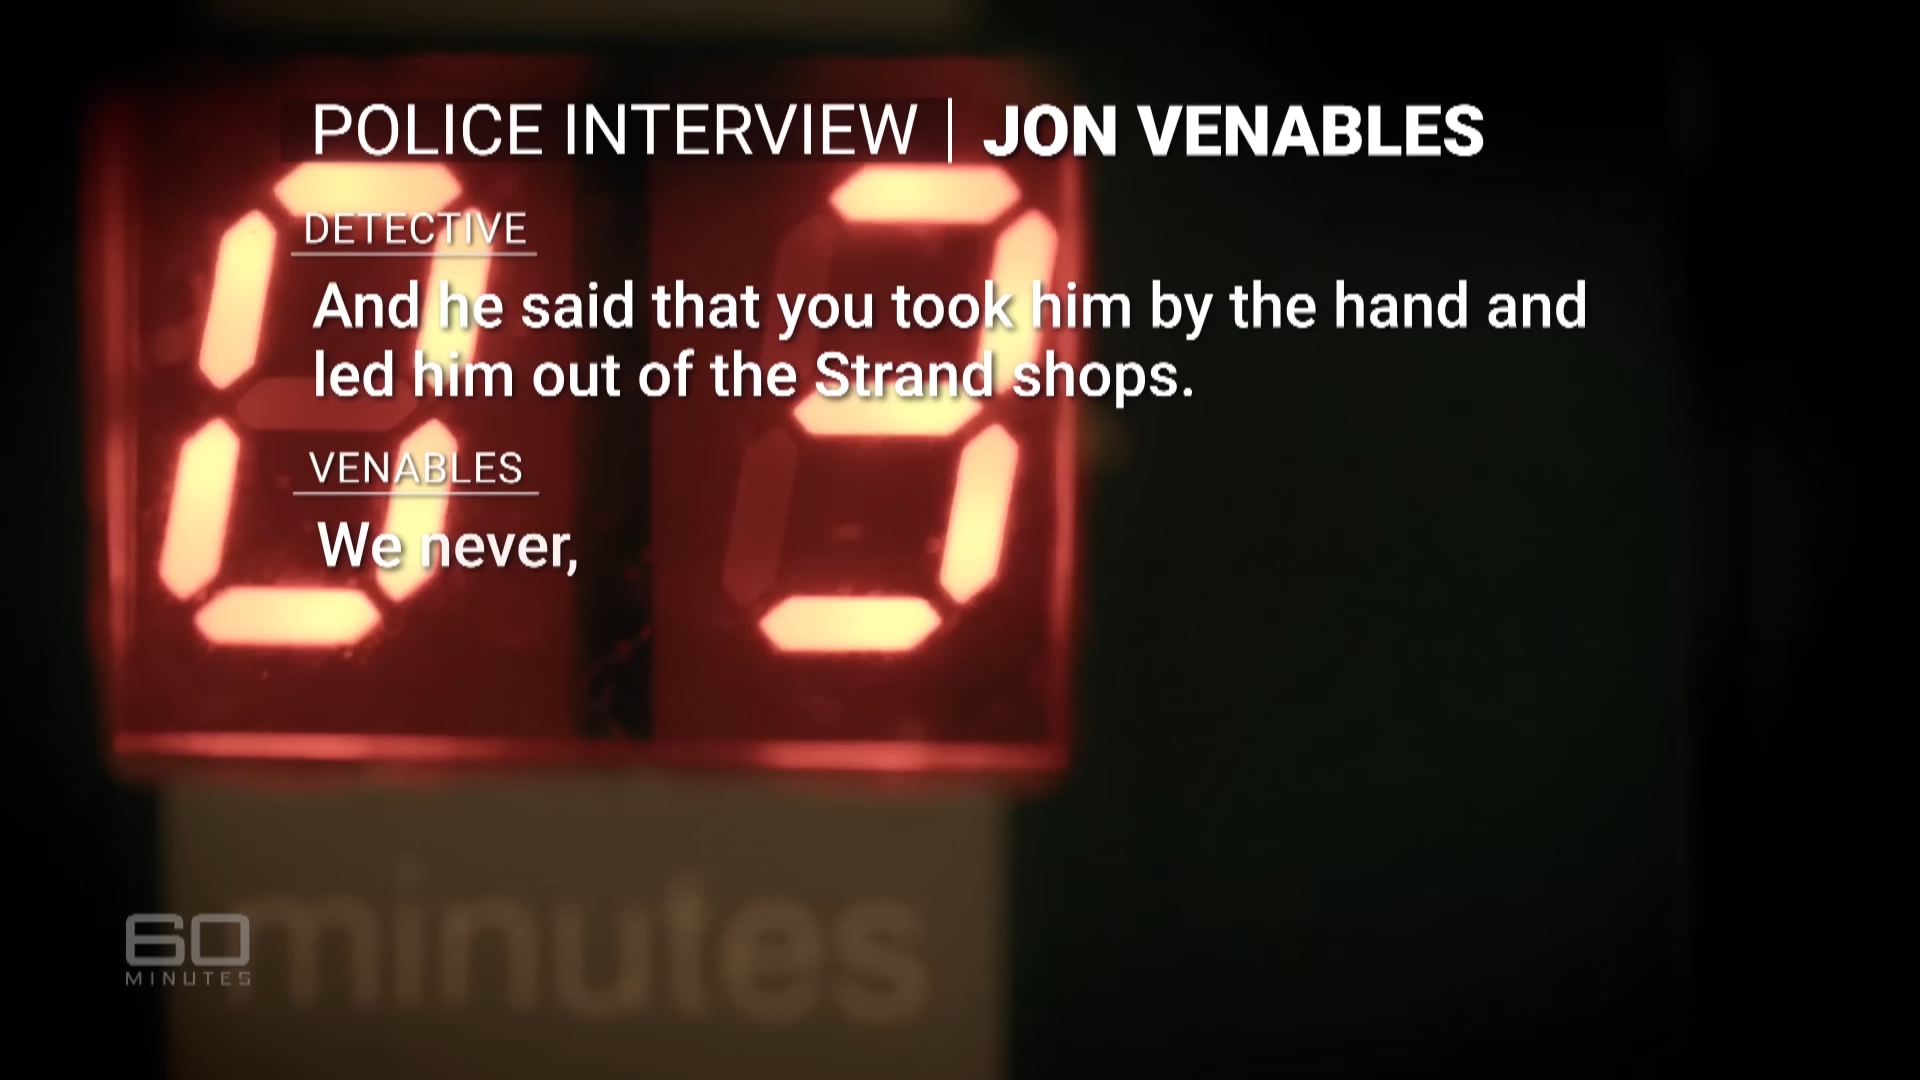 POLICE INTERVIEW | JON VENABLES
DETECTIVE
And he said that you took him by the hand and
led him out of the Strand shops.
VENABLES
We never,
03
minutes
60
MINUTES